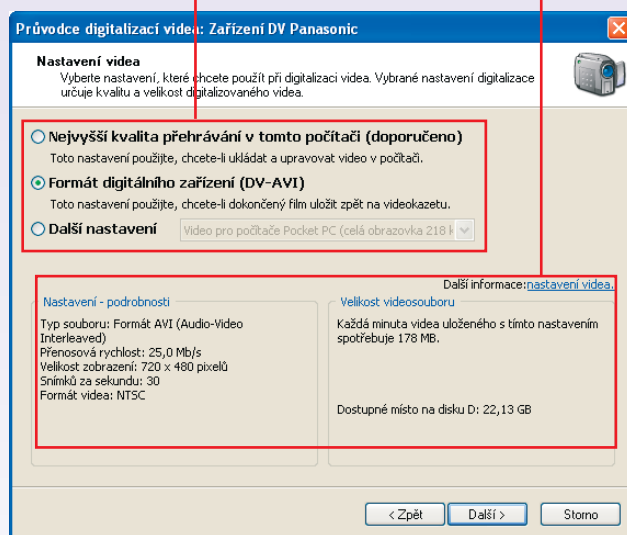 Průvodce digitalizací videa: Zařízení DV Panasonic
Nastavení videa
Vyberte nastavení, které chcete použít při digitalizaci videa. Vybrané nastavení digitalizace
určuje kvalitu a velikost digitalizovaného videa.
Nejvyšší kvalita přehrávání v tomto počítači (doporučeno)
Toto nastavení použijte, chcete-li ukládat a upravovat video v počítači.
Formát digitálního zařízení (DV-AVI)
Toto nastavení použijte, chcete-li dokončený film uložit zpět na videokazetu.
Další nastavení
Video pro počítače Pocket PC (celá obrazovka 218 k
Další informace:nastavení videa.
Nastavení - podrobnosti
Typ souboru: Formát AVI (Audio-Video
Interleaved)
Přenosová rychlost: 25,0 Mb/s
Velikost zobrazení: 720 x 480 pixelů
Snímků za sekundu: 30
Formát videa: NTSC
Velikost videosouboru
Každá minuta videa uloženého s tímto nastavením
spotřebuje 178 MB.
Dostupné místo na disku D: 22,13 GB
< Zpět
Další >
Storno